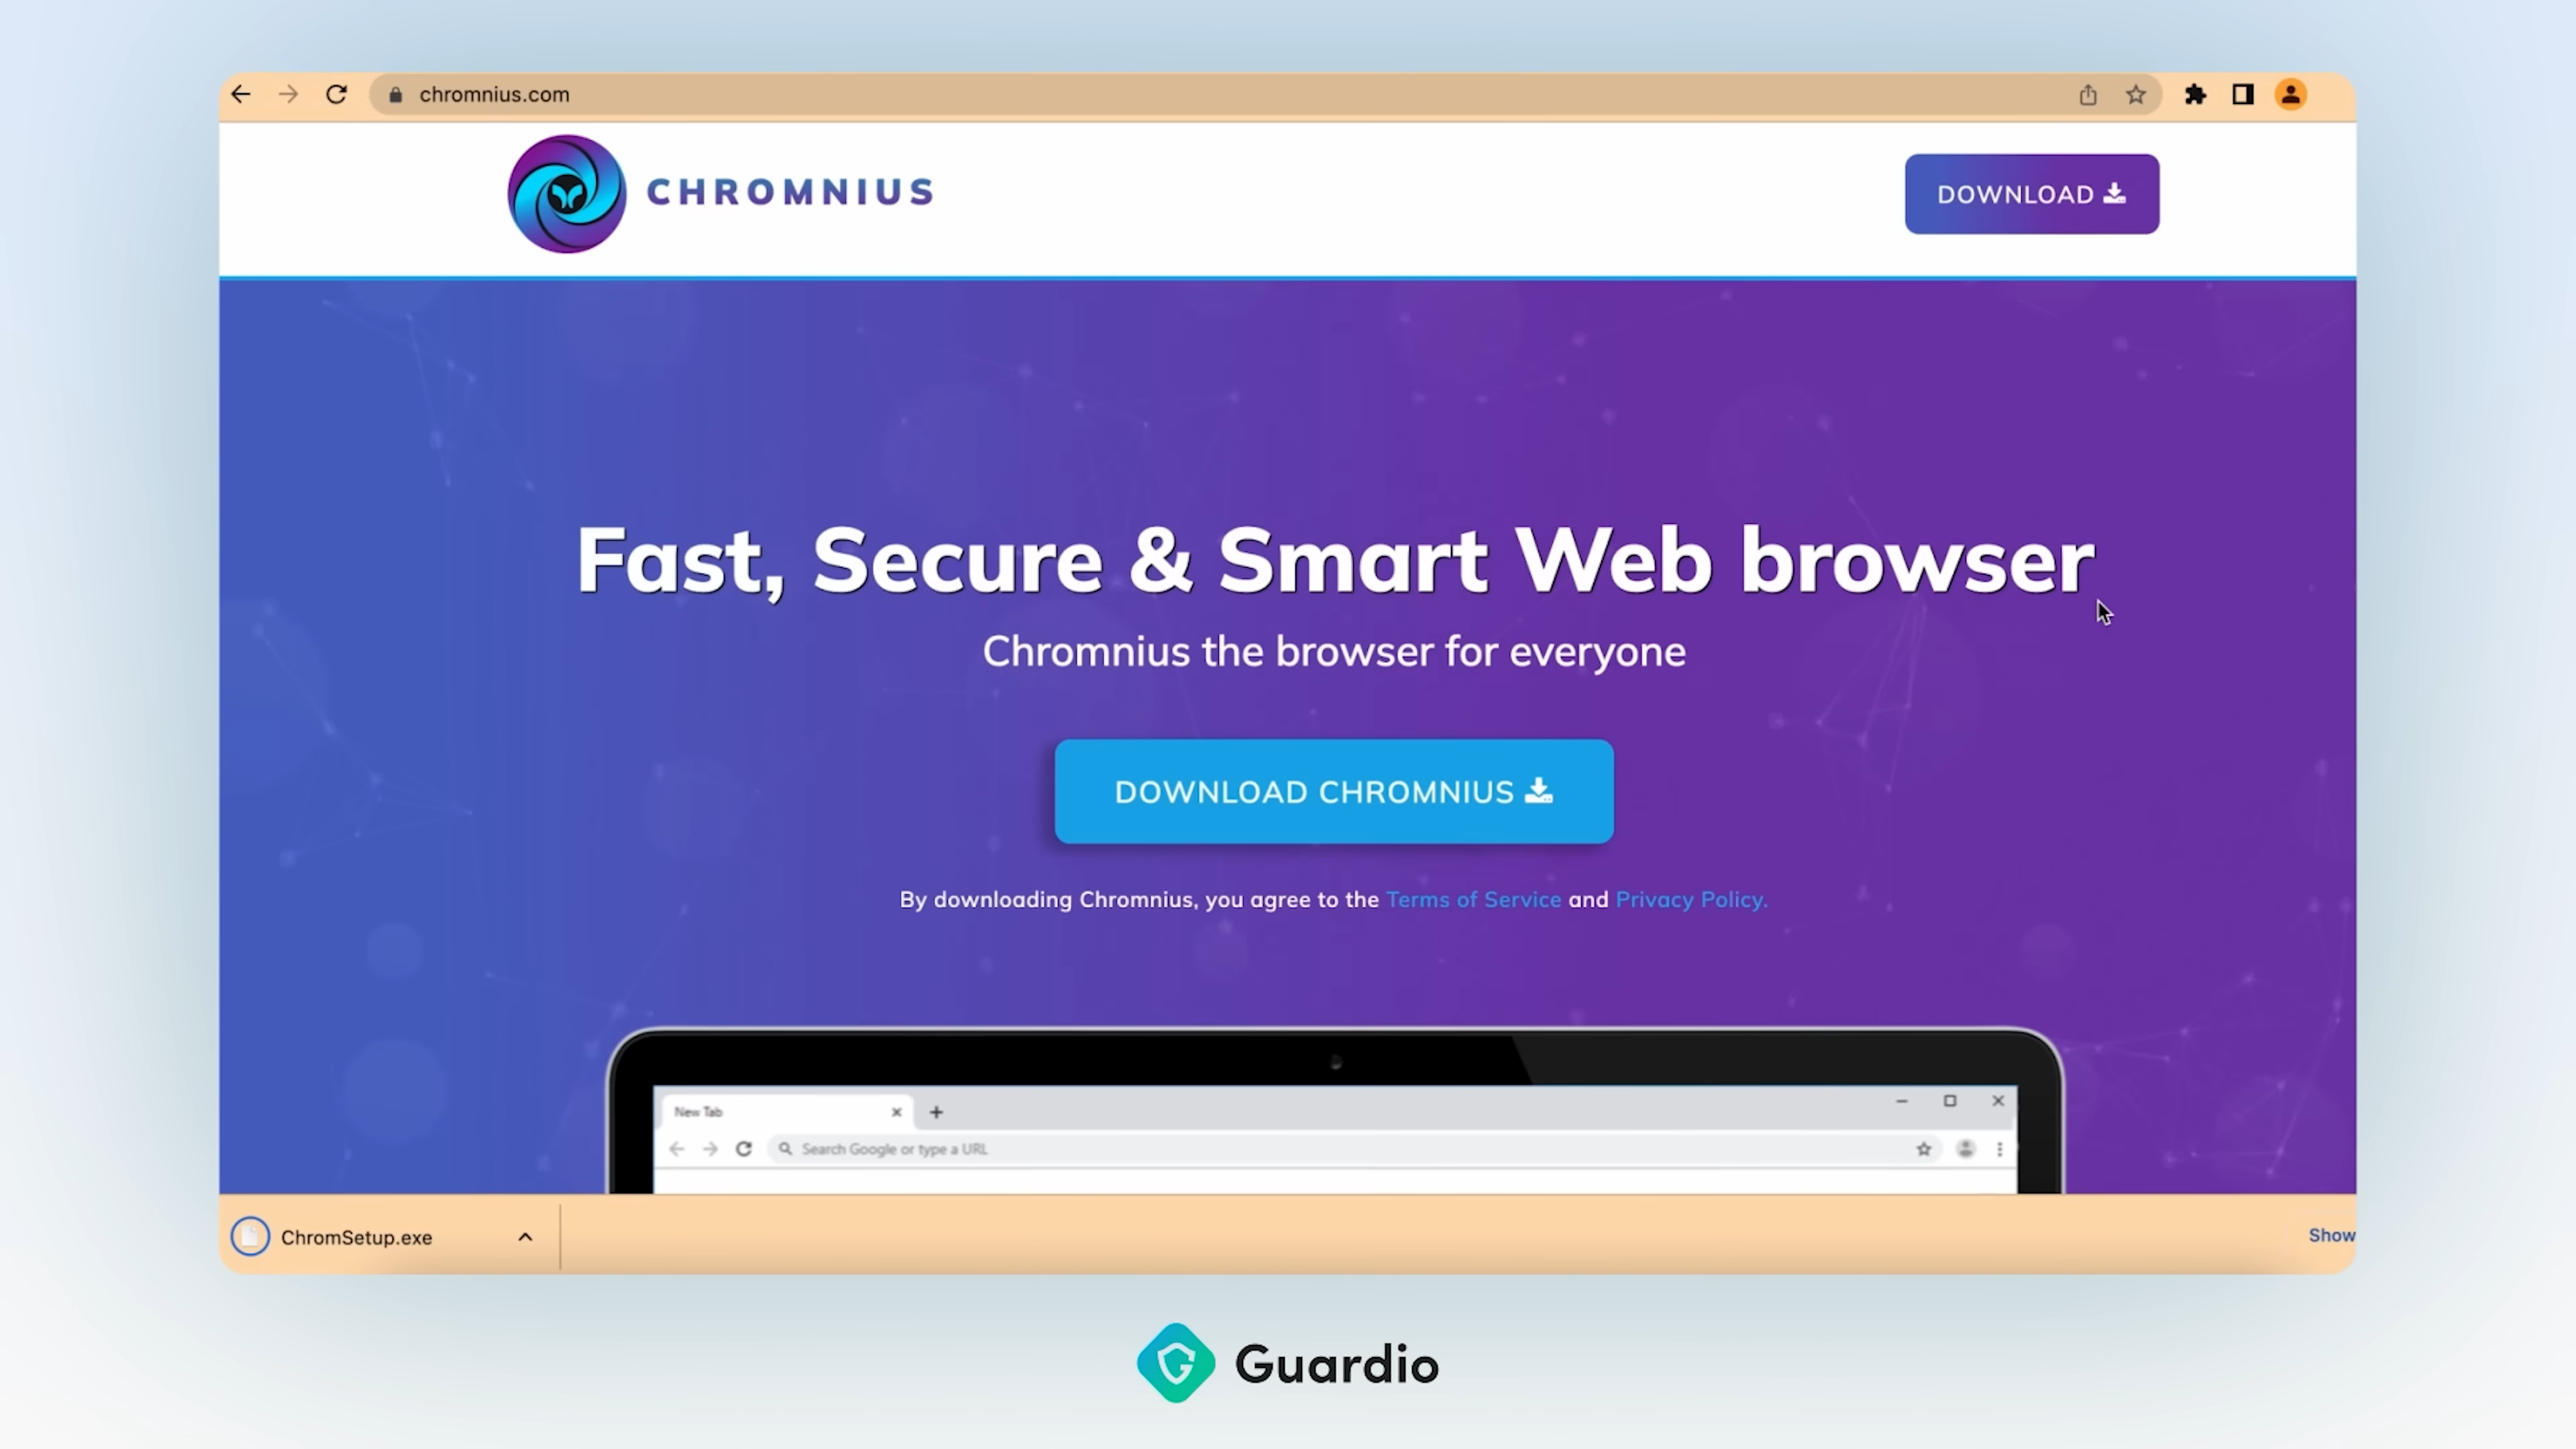 chromnius.com
CHROMNIUS
DOWNLOAD
Fast, Secure & Smart Web browser
Chromnius the browser for everyone
DOWNLOAD CHROMNIUS
By downloading Chromnius, you agree to the Terms of Service and Privacy Policy.
New Tab
Search Google or type a URL
ChromSetup.exe
Show
Guardio